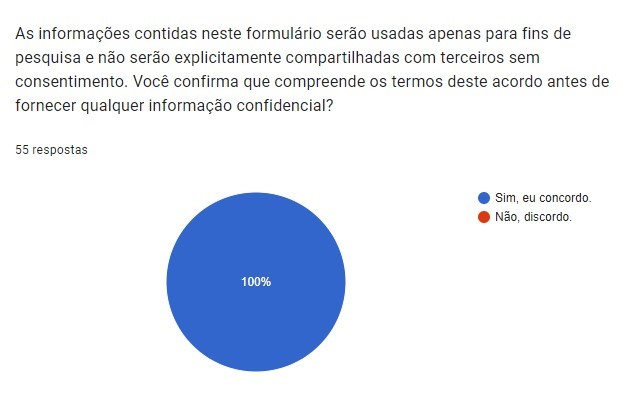 As informações contidas neste formulário serão usadas apenas para fins de
pesquisa e não serão explicitamente compartilhadas com terceiros sem
consentimento. Você confirma que compreende os termos deste acordo antes de
fornecer qualquer informação confidencial?
55 respostas
Sim, eu concordo.
Não, discordo.
100%